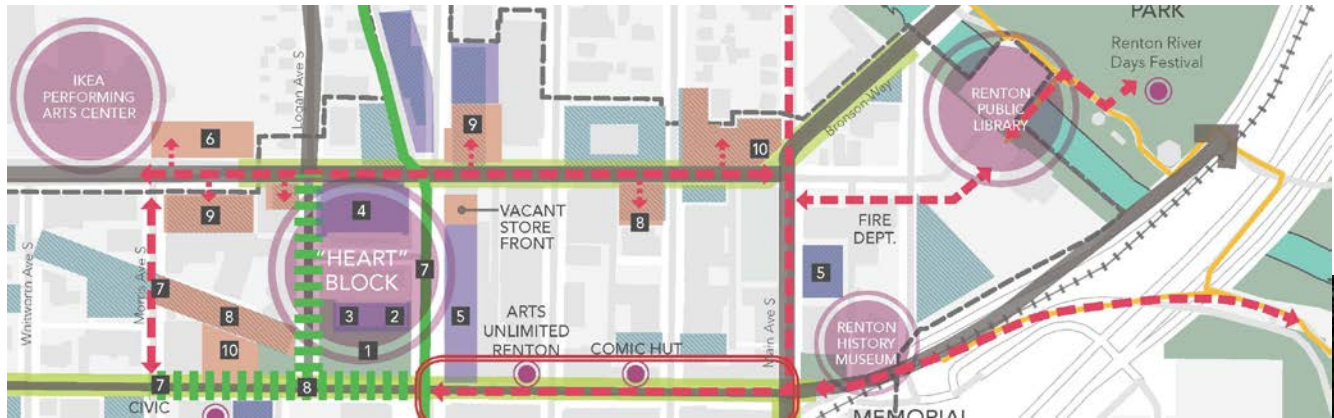 PARK
Renton River
Days Festival
IKEA
PERFORMING
ARTS CENTER
Logan Ave S
RENTON
PUBLIC
LIBRARY
Bronson Way
6
9
10
9
4
VACANT
STORE
FRONT
8
FIRE
DEPT.
"HEART"
BLOCK
7
5
Whitworth Ave S
Morris Ave S
7
8
3
2
5
ARTS
UNLIMITED
RENTON
COMIC HUT
Main Ave S
RENTON
HISTORY
MUSEUM
10
1
7
8
CIVIC
MEMORIAL